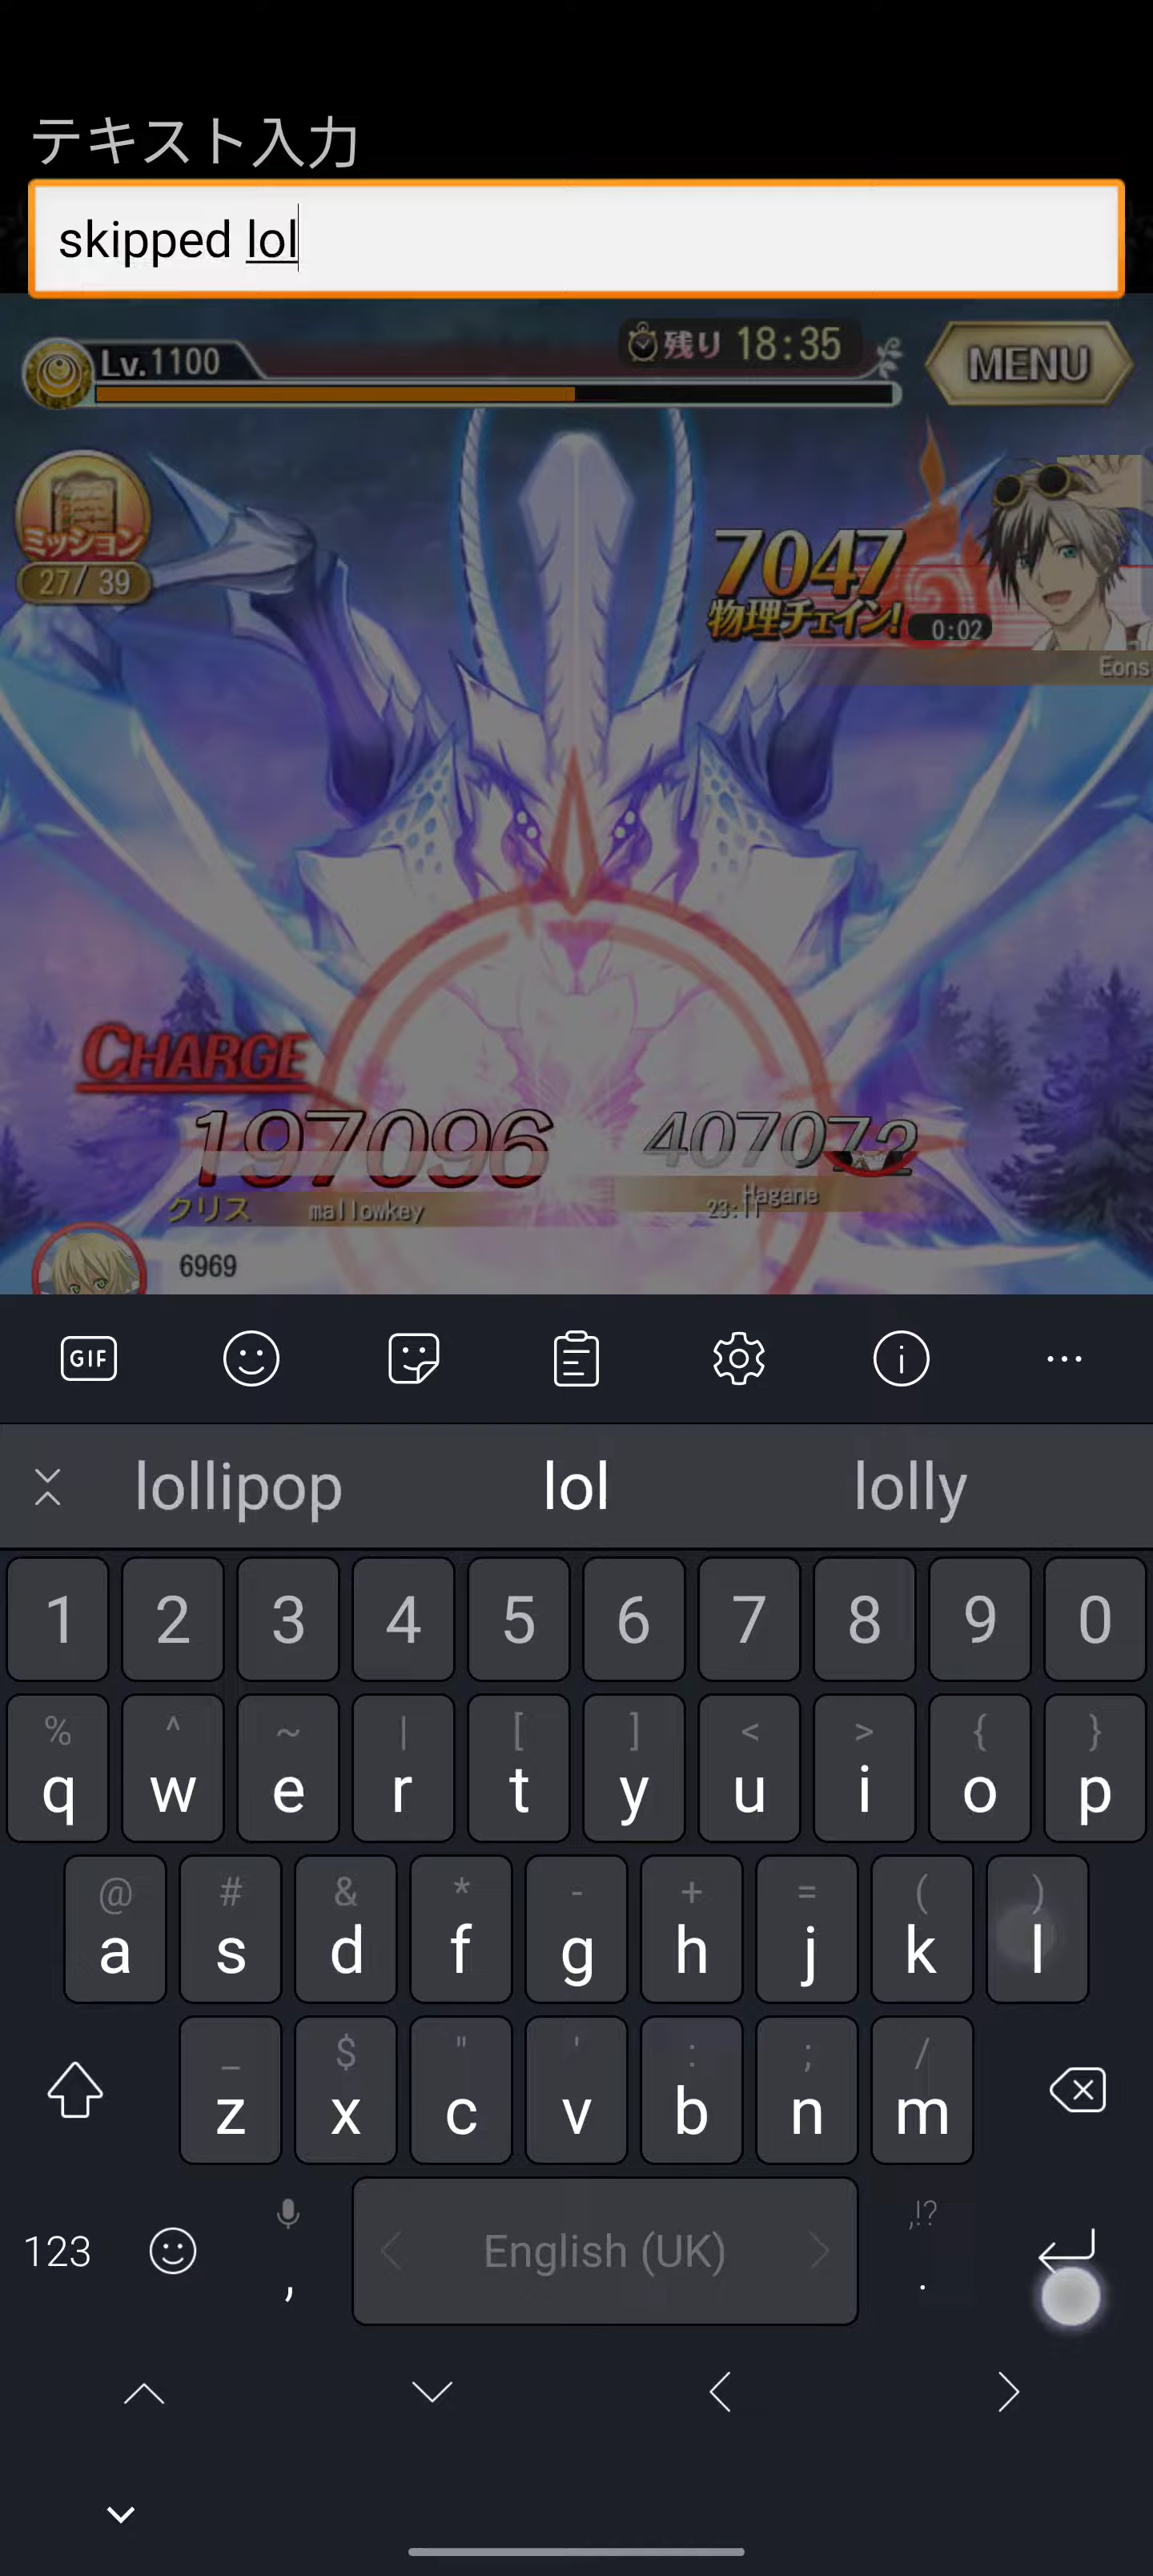 テキスト入力
skipped lol
Lv.1100
残り 18:35
MENU
ミッション
27/ 39
7047
物理チェイン!
0:02
Eons
CHARGE
197096
407072
クリス mallowkey
Hagane
23:11
6969
GIF
lollipop lol lolly
1 2 3 4 5 6 7 8 9 0
% ^ ~ | [ ] < > { }
q w e r t y u i o p
@ # & * - + = ( )
a s d f g h j k l
_ $ " ' : ; /
z x c v b n m
,!?
123 , English (UK) .